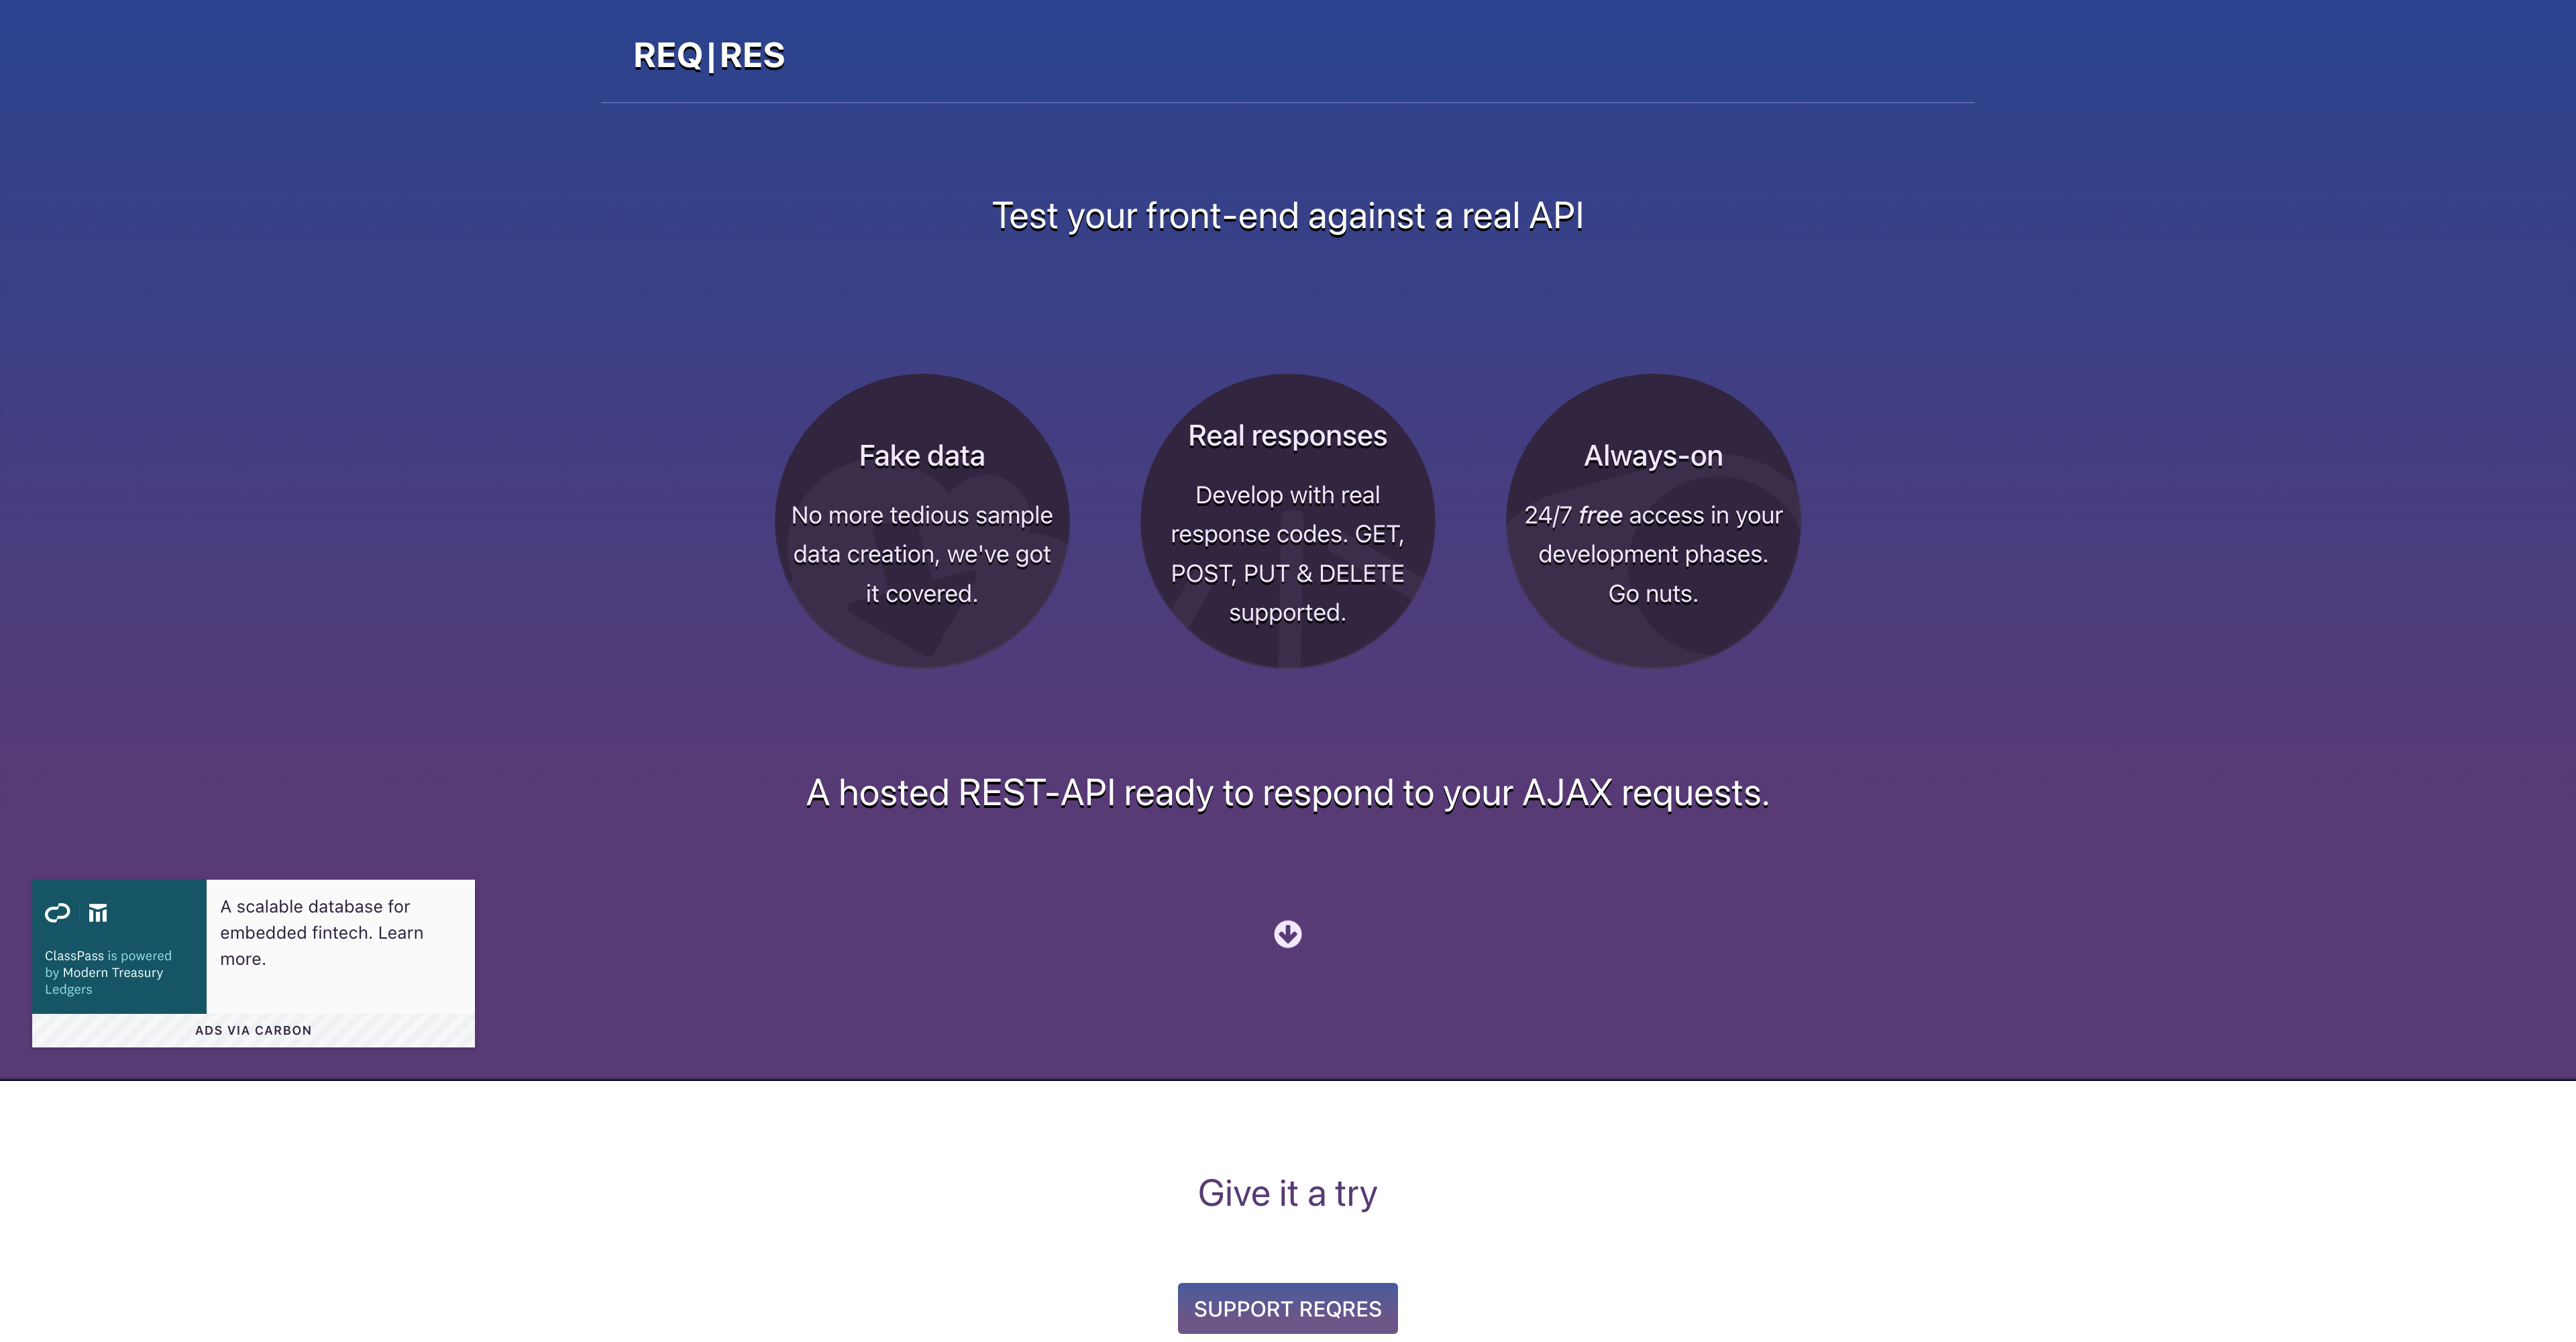 REQ|RES
Test your front-end against a real API
Fake data
No more tedious sample
data creation, we've got
it covered.
Real responses
Develop with real
response codes. GET,
POST, PUT & DELETE
supported.
Always-on
24/7 free access in your
development phases.
Go nuts.
A hosted REST-API ready to respond to your AJAX requests.
ClassPass is powered
by Modern Treasury
Ledgers
A scalable database for
embedded fintech. Learn
more.
ADS VIA CARBON
Give it a try
SUPPORT REQRES